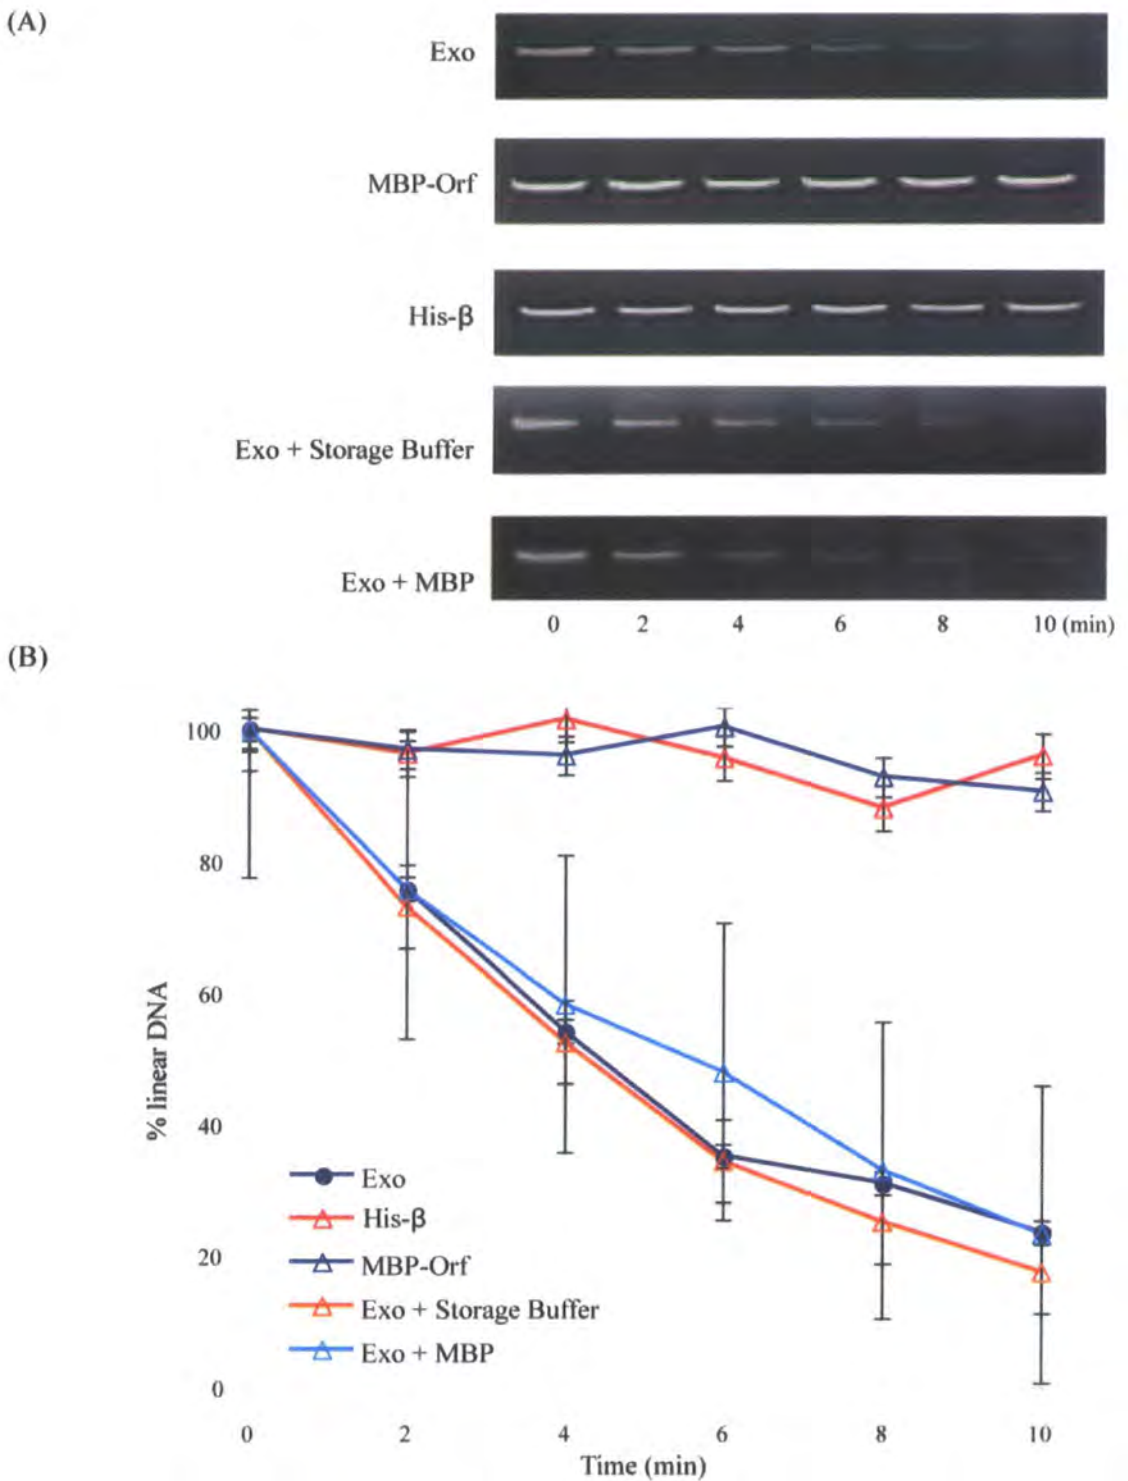 (A)
Exo
MBP-Orf
His-β
Exo + Storage Buffer
Exo + MBP
0 2 4 6 8 10 (min)
(B)
100
80
60
40
20
0
% linear DNA
Exo
His-β
MBP-Orf
Exo + Storage Buffer
Exo + MBP
0 2 4 6 8 10
Time (min)